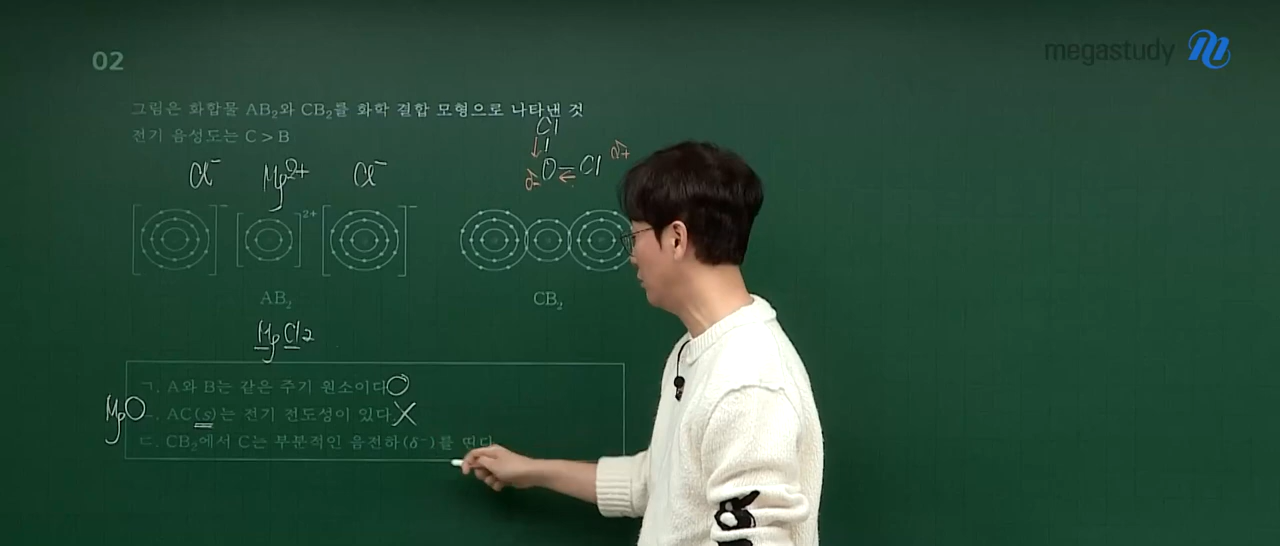 megastudy
02
그림은 화합물 AB₂와 CB₂를 화학 결합 모형으로 나타낸 것
전기 음성도는 C > B
Cl
Cl⁻ Mg²⁺ Cl⁻
O = Cl δ+
δ-
- 2+ -
AB₂ CB₂
MgCl₂
ㄱ. A와 B는 같은 주기 원소이다 O
MgO ㄴ. AC(s)는 전기 전도성이 있다. X
ㄷ. CB₂에서 C는 부분적인 음전하(δ⁻)를 띤다